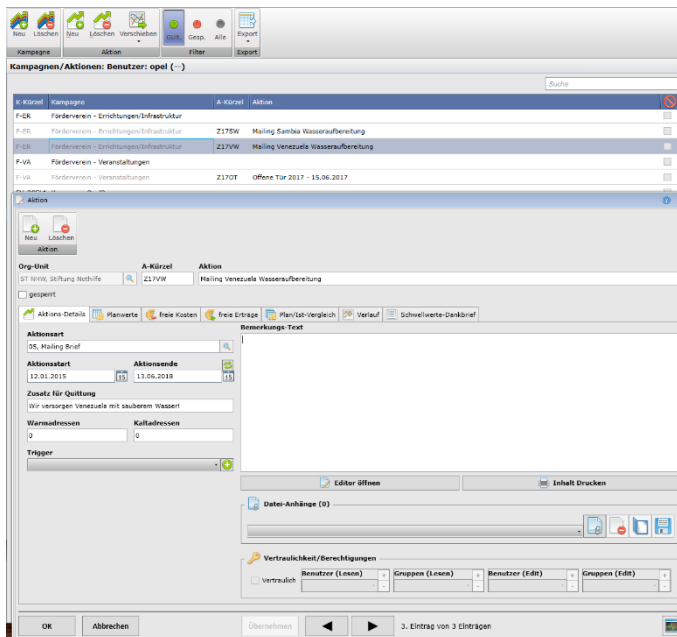 Neu Löschen Neu Löschen Verschieben Gült. Gesp. Alle Export
Kampagne Aktion Filter Export
Kampagnen/Aktionen: Benutzer: opel (--)
Suche
K-Kürzel Kampagne A-Kürzel Aktion
F-ER Förderverein - Errichtungen/Infrastruktur
F-ER Förderverein - Errichtungen/Infrastruktur Z17SW Mailing Sambia Wasseraufbereitung
F-ER Förderverein - Errichtungen/Infrastruktur Z17VW Mailing Venezuela Wasseraufbereitung
F-VA Förderverein - Veranstaltungen
F-VA Förderverein - Veranstaltungen Z17OT Offene Tür 2017 - 15.06.2017
Aktion
Neu Löschen
Aktion
Org-Unit A-Kürzel Aktion
ST NHW, Stiftung Nothilfe Z17VW Mailing Venezuela Wasseraufbereitung
gesperrt
Aktions-Details Planwerte freie Kosten freie Erträge Plan/Ist-Vergleich Verlauf Schwellwerte-Dankbrief
Aktionsart Bemerkungs-Text
05, Mailing Brief
Aktionsstart Aktionsende
12.01.2015 15 13.06.2018 15
Zusatz für Quittung
Wir versorgen Venezuela mit sauberem Wasser!
Warmadressen Kaltadressen
0 0
Trigger
Editor öffnen Inhalt Drucken
Datei-Anhänge (0)
Vertraulichkeit/Berechtigungen
Vertraulich Benutzer (Lesen) + - Gruppen (Lesen) + - Benutzer (Edit) + - Gruppen (Edit) + -
OK Abbrechen Übernehmen 3. Eintrag von 3 Einträgen